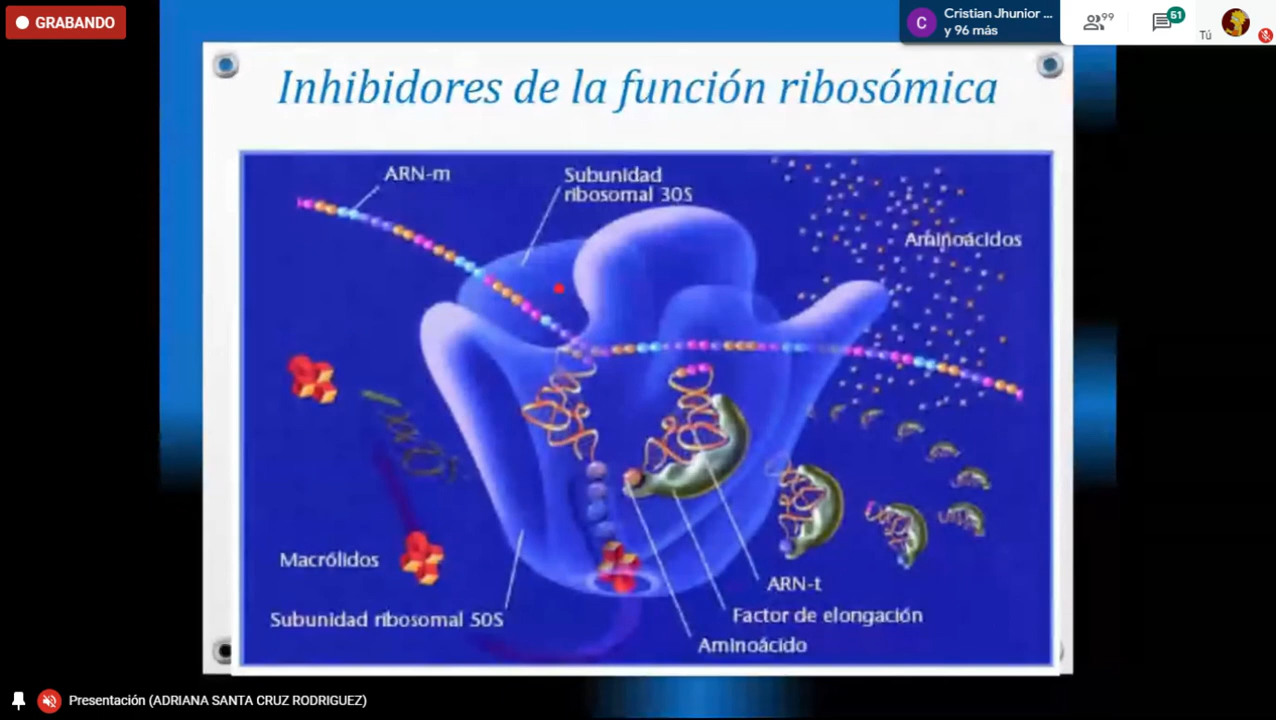 GRABANDO
Cristian Jhunior ...
y 96 más
C
99
51
Tú
Inhibidores de la función ribosómica
ARN-m
Subunidad
ribosomal 30S
Aminoácidos
Macrólidos
ARN-t
Subunidad ribosomal 50S
Factor de elongación
Aminoácido
Presentación (ADRIANA SANTA CRUZ RODRIGUEZ)